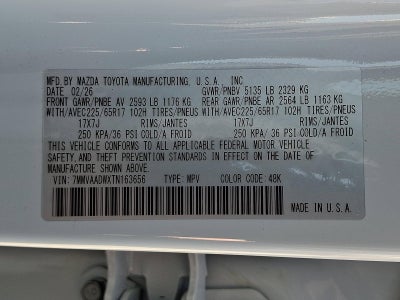 MFD. BY MAZDA TOYOTA MANUFACTURING, U.S.A., INC
DATE 02/26 GVWR/PNBV 5135 LB 2329 KG
FRONT GAWR/PNBE AV 2593 LB 1176 KG REAR GAWR/PNBE AR 2564 LB 1163 KG
WITH/AVEC225/65R17 102H TIRES/PNEUS WITH/AVEC225/65R17 102H TIRES/PNEUS
17X7J RIMS/JANTES 17X7J RIMS/JANTES
250 KPA/36 PSI COLD/A FROID 250 KPA/36 PSI COLD/A FROID
THIS VEHICLE CONFORMS TO ALL APPLICABLE FEDERAL MOTOR VEHICLE
SAFETY, AND THEFT PREVENTION STANDARDS IN EFFECT ON THE DATE OF
MANUFACTURE SHOWN ABOVE.
VIN: 7MMVAADWXTN163656 TYPE: MPV COLOR CODE: 48K
MADE IN U.S.A.